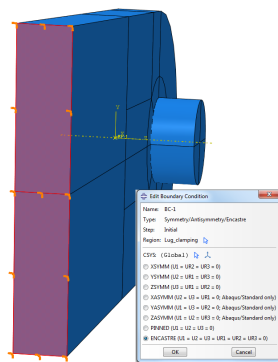 Y
Edit Boundary Condition
Name: BC-1
Type: Symmetry/Antisymmetry/Encastre
Step: Initial
Region: Lug_clamping
CSYS: (Global)
XSYMM (U1 = UR2 = UR3 = 0)
YSYMM (U2 = UR1 = UR3 = 0)
ZSYMM (U3 = UR1 = UR2 = 0)
XASYMM (U2 = U3 = UR1 = 0; Abaqus/Standard only)
YASYMM (U1 = U3 = UR2 = 0; Abaqus/Standard only)
ZASYMM (U1 = U2 = UR3 = 0; Abaqus/Standard only)
PINNED (U1 = U2 = U3 = 0)
ENCASTRE (U1 = U2 = U3 = UR1 = UR2 = UR3 = 0)
OK Cancel